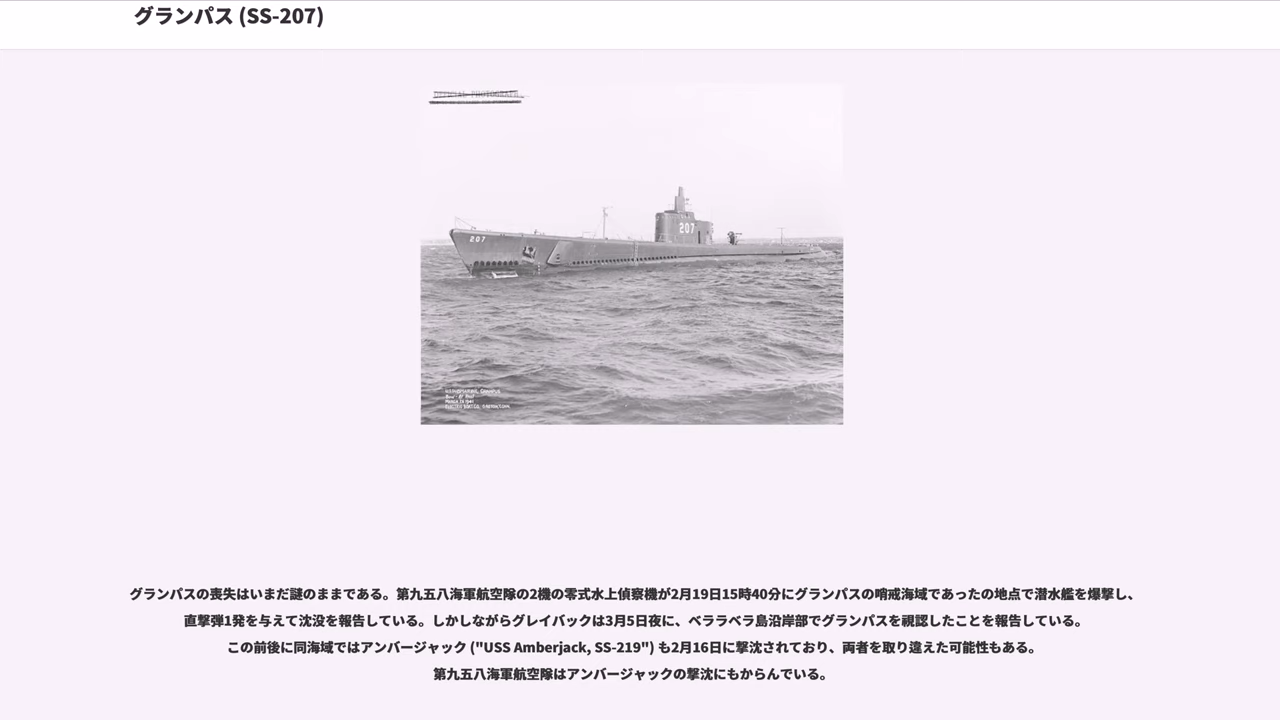 グランパス (SS-207)
207
207
グランパスの喪失はいまだ謎のままである。第九五八海軍航空隊の2機の零式水上偵察機が2月19日15時40分にグランパスの哨戒海域であったの地点で潜水艦を爆撃し、
直撃弾1発を与えて沈没を報告している。しかしながらグレイバックは3月5日夜に、ベララベラ島沿岸部でグランパスを視認したことを報告している。
この前後に同海域ではアンバージャック ("USS Amberjack, SS-219") も2月16日に撃沈されており、両者を取り違えた可能性もある。
第九五八海軍航空隊はアンバージャックの撃沈にもからんでいる。